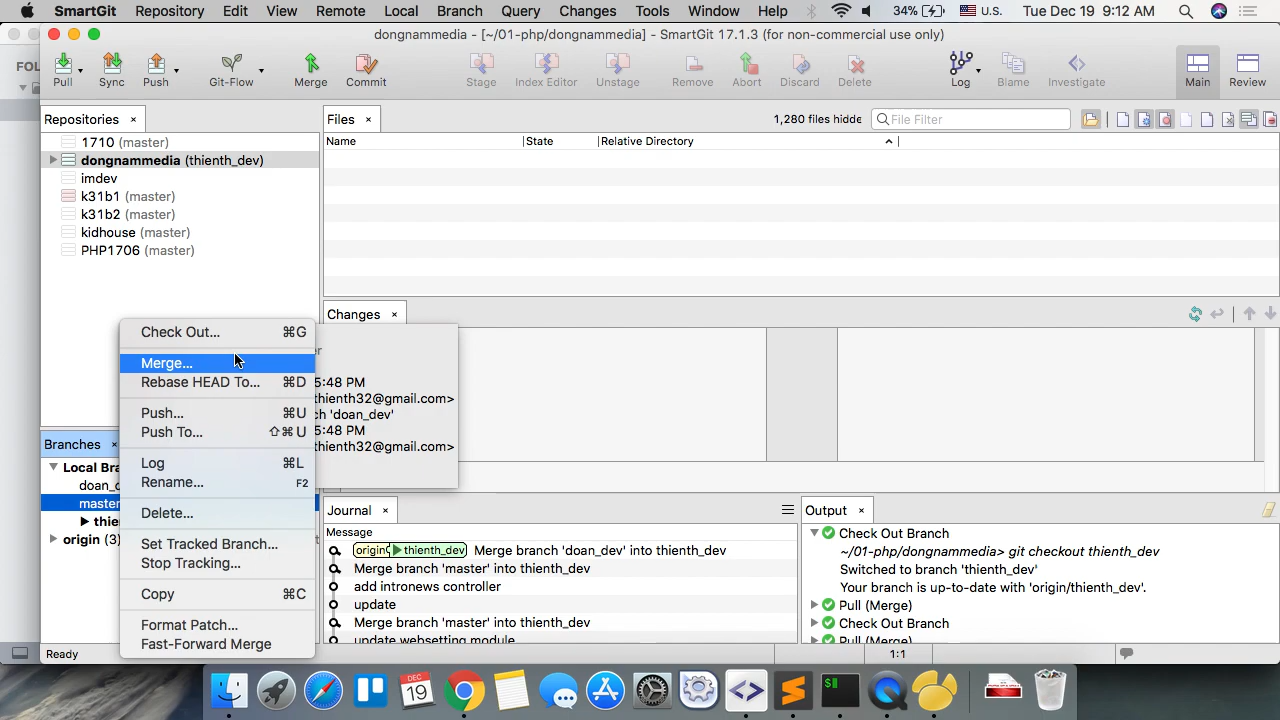 SmartGit Repository Edit View Remote Local Branch Query Changes Tools Window Help 34% U.S. Tue Dec 19 9:12 AM
dongnammedia - [~/01-php/dongnammedia] - SmartGit 17.1.3 (for non-commercial use only)
FOL
Pull Sync Push Git-Flow Merge Commit Stage Index Editor Unstage Remove Abort Discard Delete Log Blame Investigate Main Review
Repositories × Files × 1,280 files hidde File Filter
Name State Relative Directory
1710 (master)
dongnammedia (thienth_dev)
imdev
k31b1 (master)
k31b2 (master)
kidhouse (master)
PHP1706 (master)
Changes ×
Check Out... ⌘G
Merge...
Rebase HEAD To... ⌘D
Push... ⌘U
Push To... ⇧⌘U
Log ⌘L
Rename... F2
Delete...
Set Tracked Branch...
Stop Tracking...
Copy ⌘C
Format Patch...
Fast-Forward Merge
er
5:48 PM
thienth32@gmail.com>
ch 'doan_dev'
5:48 PM
thienth32@gmail.com>
Branches ×
Local Bra
doan_d
master
thie
origin (3)
Ready
Journal ×
Message
origin thienth_dev Merge branch 'doan_dev' into thienth_dev
Merge branch 'master' into thienth_dev
add intronews controller
update
Merge branch 'master' into thienth_dev
update websetting module
Output ×
Check Out Branch
~/01-php/dongnammedia> git checkout thienth_dev
Switched to branch 'thienth_dev'
Your branch is up-to-date with 'origin/thienth_dev'.
Pull (Merge)
Check Out Branch
Pull (Merge)
1:1
DEC
19